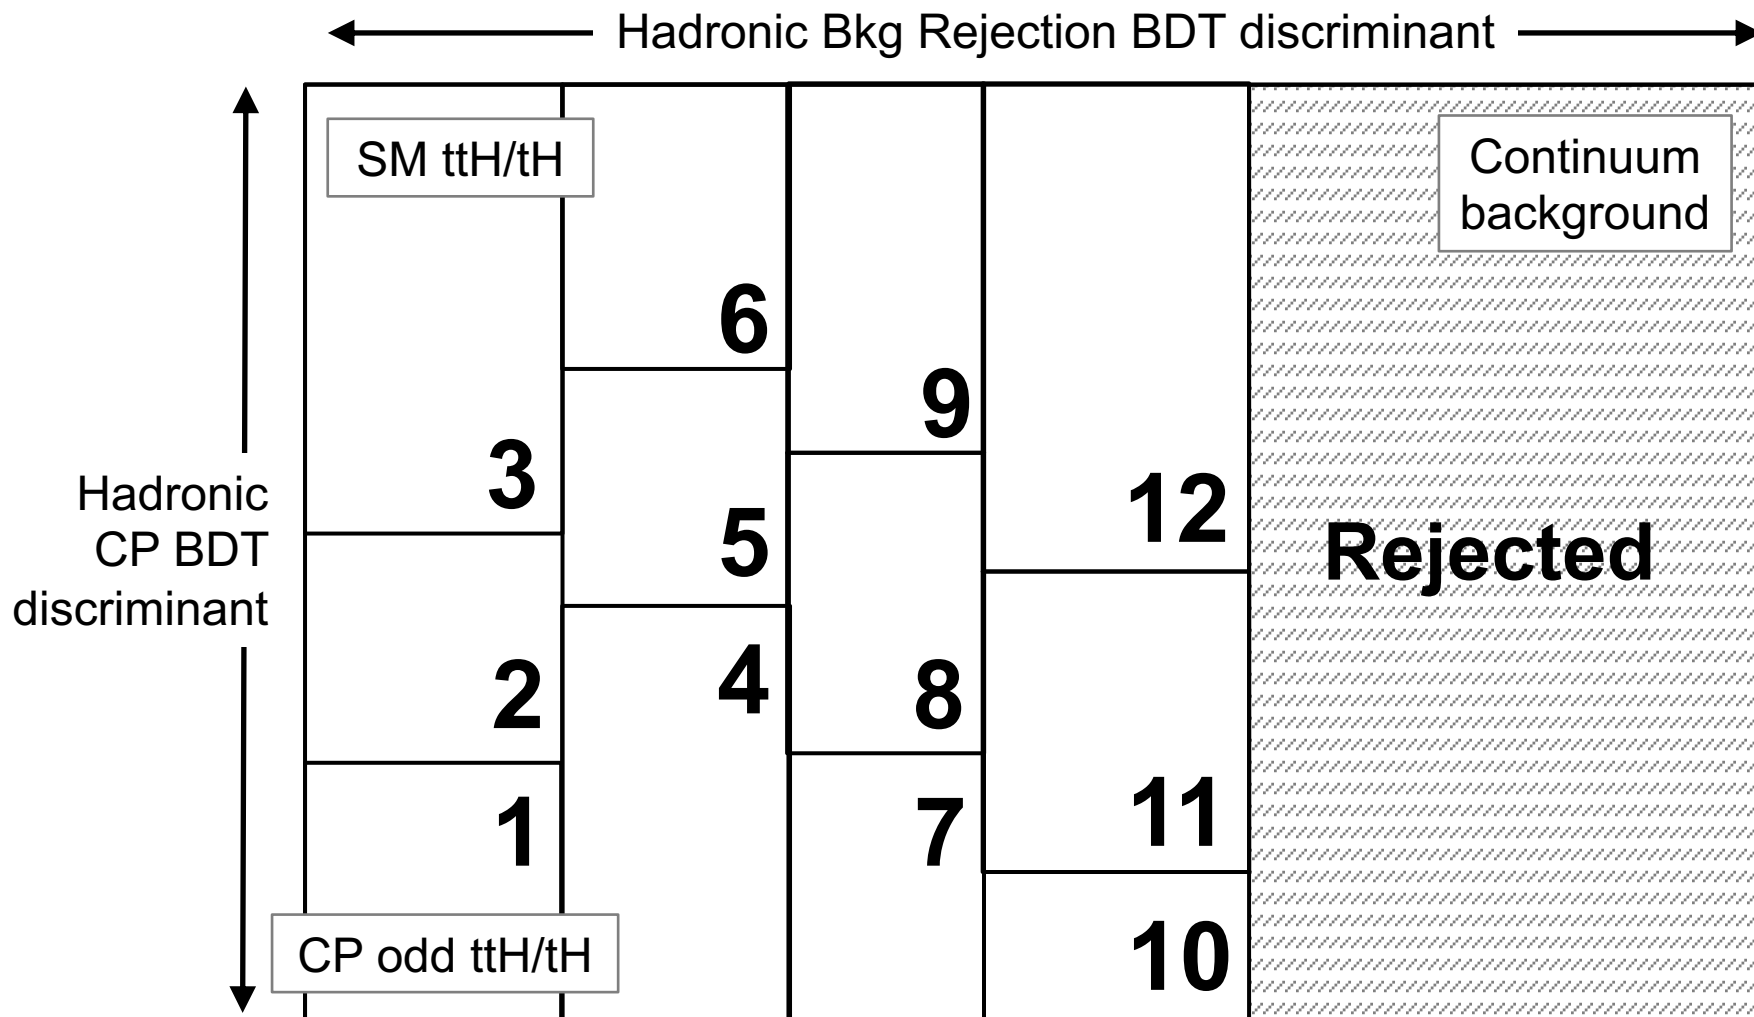 Hadronic Bkg Rejection BDT discriminant
SM ttH/tH
Continuum
background
6
9
3
12
Hadronic
CP BDT
discriminant
5
Rejected
2
4
8
1
7
11
CP odd ttH/tH
10